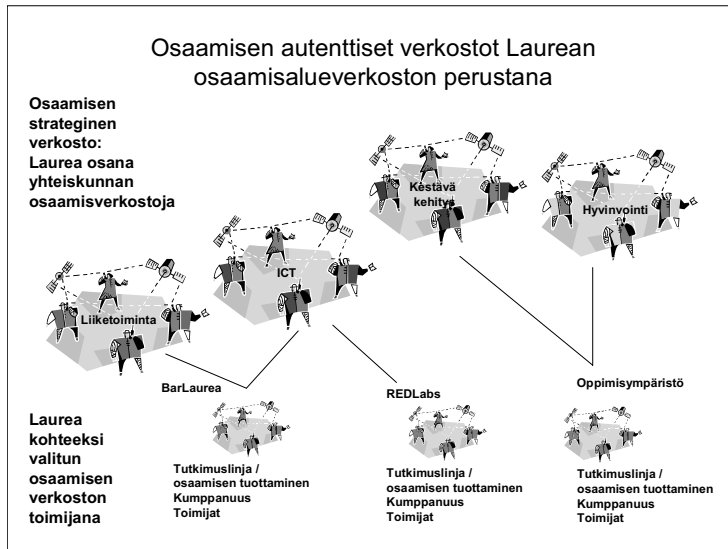 Osaamisen autenttiset verkostot Laurean
osaamisalueverkoston perustana
Osaamisen
strateginen
verkosto:
Laurea osana
yhteiskunnan
osaamisverkostoja
Kestävä
kehitys
Hyvinvointi
ICT
Liiketoiminta
BarLaurea
REDLabs
Oppimisympäristö
Laurea
kohteeksi
valitun
osaamisen
verkoston
toimijana
Tutkimuslinja /
osaamisen tuottaminen
Kumppanuus
Toimijat
Tutkimuslinja /
osaamisen tuottaminen
Kumppanuus
Toimijat
Tutkimuslinja /
osaamisen tuottaminen
Kumppanuus
Toimijat